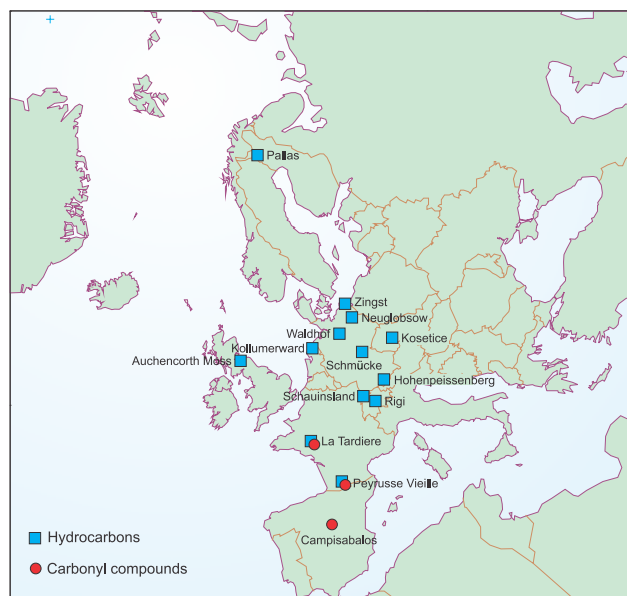 Pallas
Zingst
Neuglobsow
Waldhof
Kosetice
Kollumerward
Auchencorth Moss
Schmücke
Hohenpeissenberg
Schauinsland
Rigi
La Tardiere
Peyrusse Vieille
Campisabalos
Hydrocarbons
Carbonyl compounds